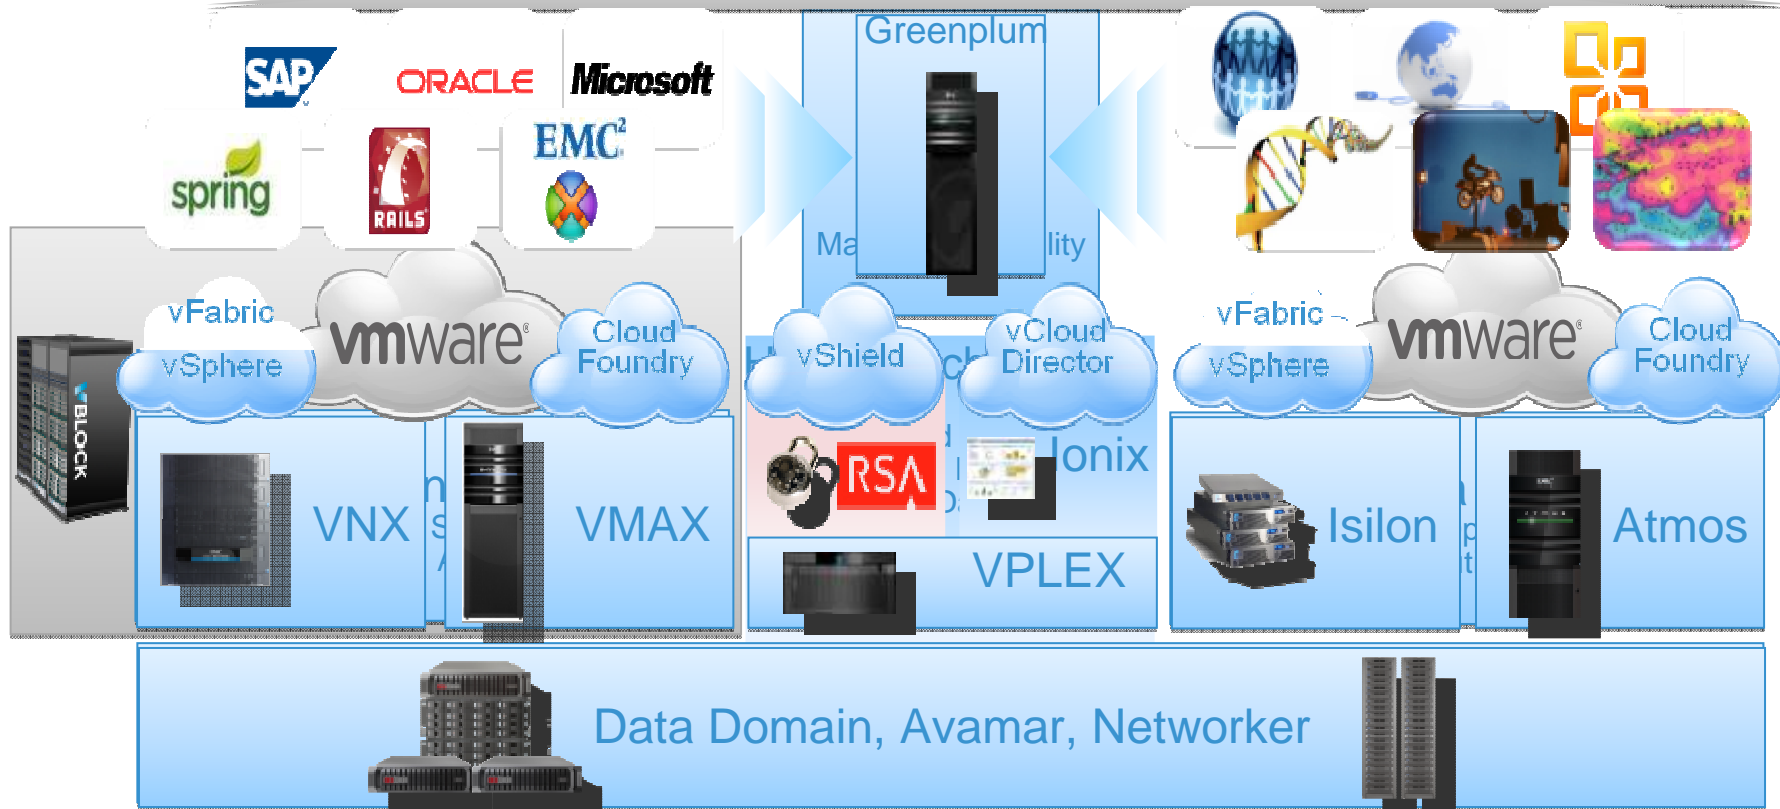 Greenplum
SAP
ORACLE
Microsoft
spring
RAILS
EMC²
lity
vFabric
vSphere
vmware®
Cloud
Foundry
vShield
vCloud
Director
vFabric
vSphere
vmware®
Cloud
Foundry
VBLOCK
VNX
VMAX
RSA
Ionix
VPLEX
Isilon
Atmos
Data Domain, Avamar, Networker